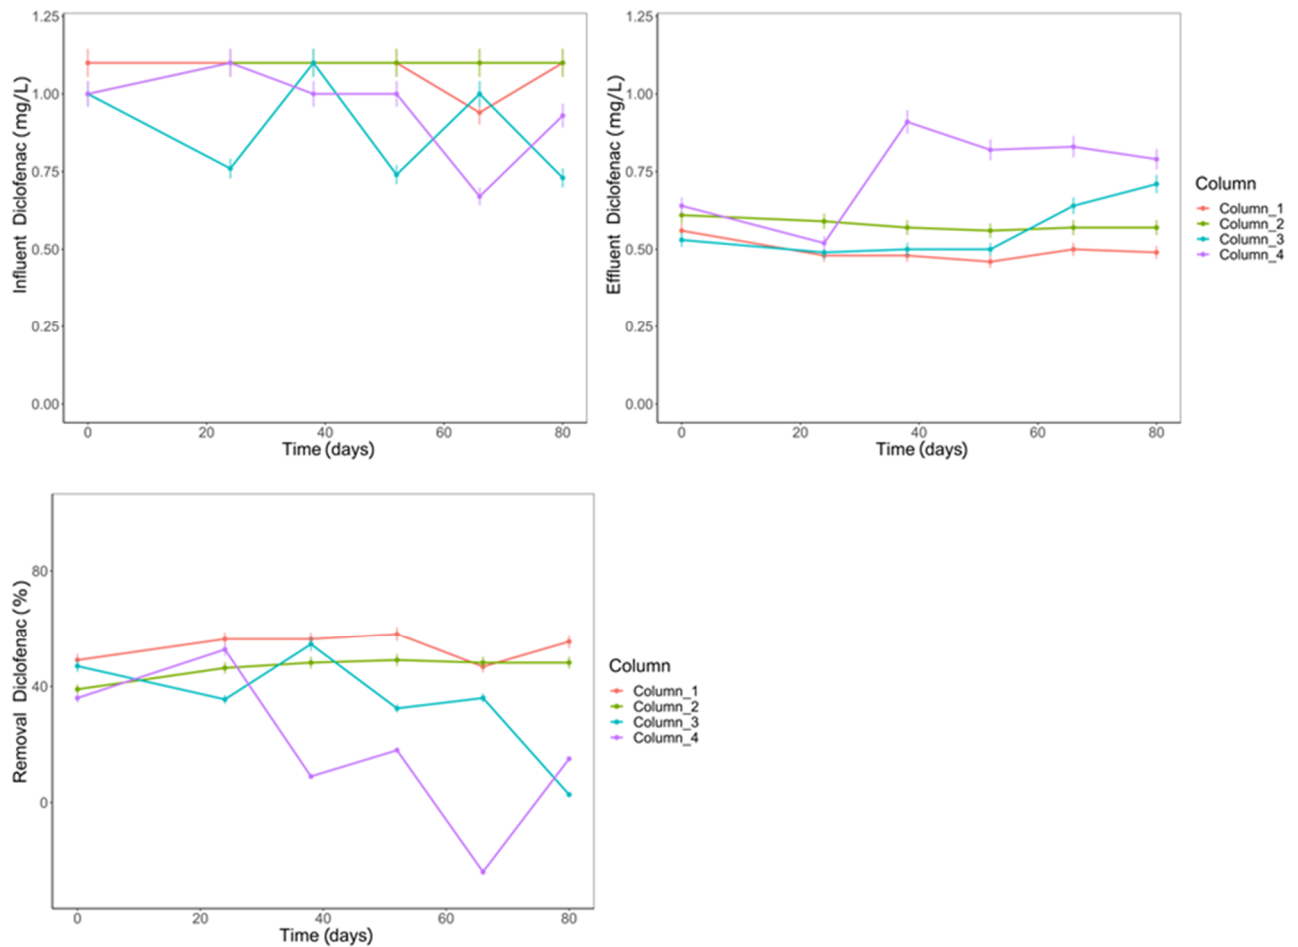 Influent Diclofenac (mg/L)
1.25
1.00
0.75
0.50
0.25
0.00
0 20 40 60 80
Time (days)
Effluent Diclofenac (mg/L)
1.25
1.00
0.75
0.50
0.25
0.00
0 20 40 60 80
Time (days)
Column
Column_1
Column_2
Column_3
Column_4
Removal Diclofenac (%)
80
40
0
0 20 40 60 80
Time (days)
Column
Column_1
Column_2
Column_3
Column_4